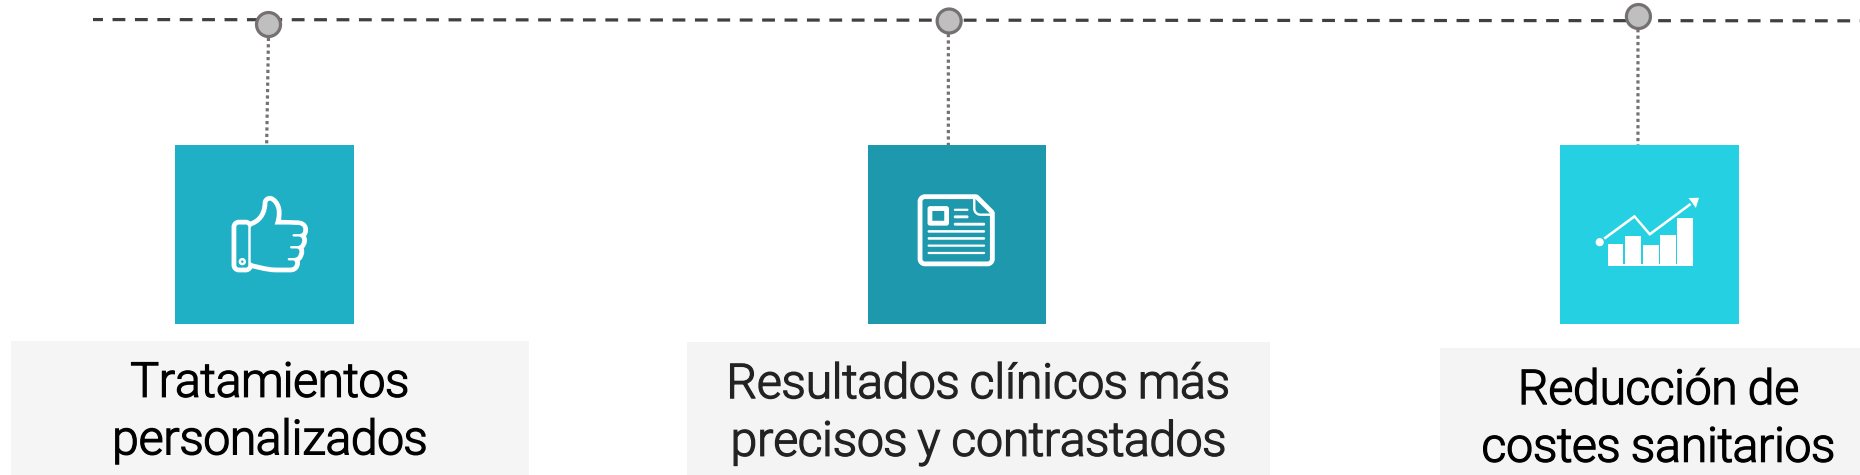 Tratamientos
personalizados
Resultados clínicos más
precisos y contrastados
Reducción de
costes sanitarios